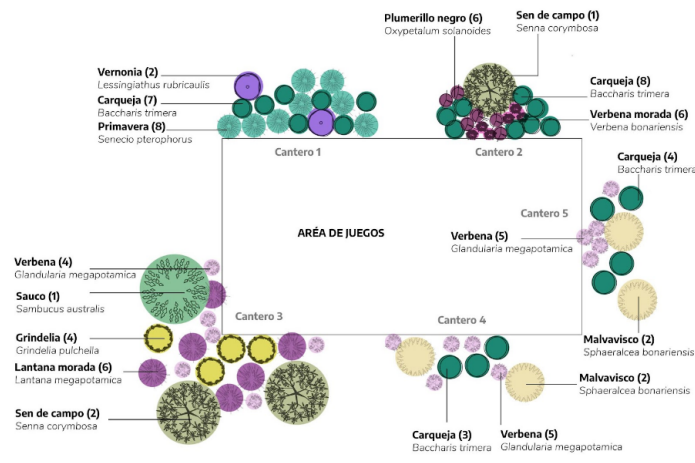 Plumerillo negro (6)
Oxypetalum solanoides
Sen de campo (1)
Senna corymbosa
Vernonia (2)
Lessingiathus rubricaulis
Carqueja (7)
Baccharis trimera
Primavera (8)
Senecio pterophorus
Carqueja (8)
Baccharis trimera
Verbena morada (6)
Verbena bonariensis
Cantero 1
Cantero 2
Carqueja (4)
Baccharis trimera
Cantero 5
ARÉA DE JUEGOS
Verbena (5)
Glandularia megapotamica
Verbena (4)
Glandularia megapotamica
Sauco (1)
Sambucus australis
Cantero 3
Cantero 4
Grindelia (4)
Grindelia pulchella
Lantana morada (6)
Lantana megapotamica
Sen de campo (2)
Senna corymbosa
Malvavisco (2)
Sphaeralcea bonariensis
Malvavisco (2)
Sphaeralcea bonariensis
Carqueja (3)
Baccharis trimera
Verbena (5)
Glandularia megapotamica